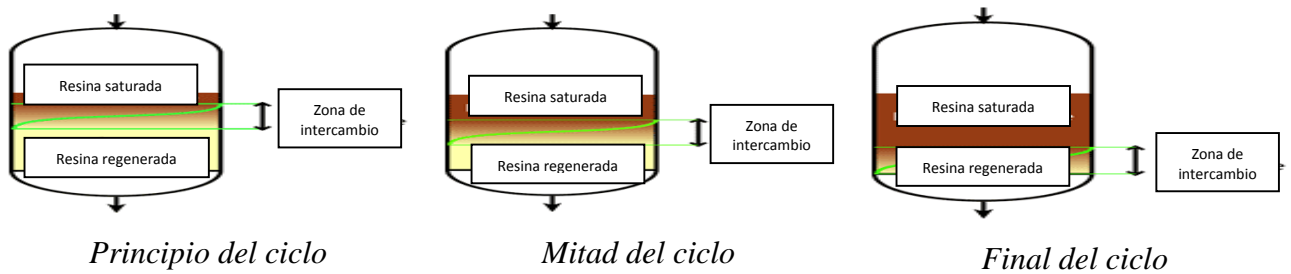 Resina saturada
Zona de
intercambio
Resina regenerada
Principio del ciclo
Resina saturada
Zona de
intercambio
Resina regenerada
Mitad del ciclo
Resina saturada
Zona de
intercambio
Resina regenerada
Final del ciclo